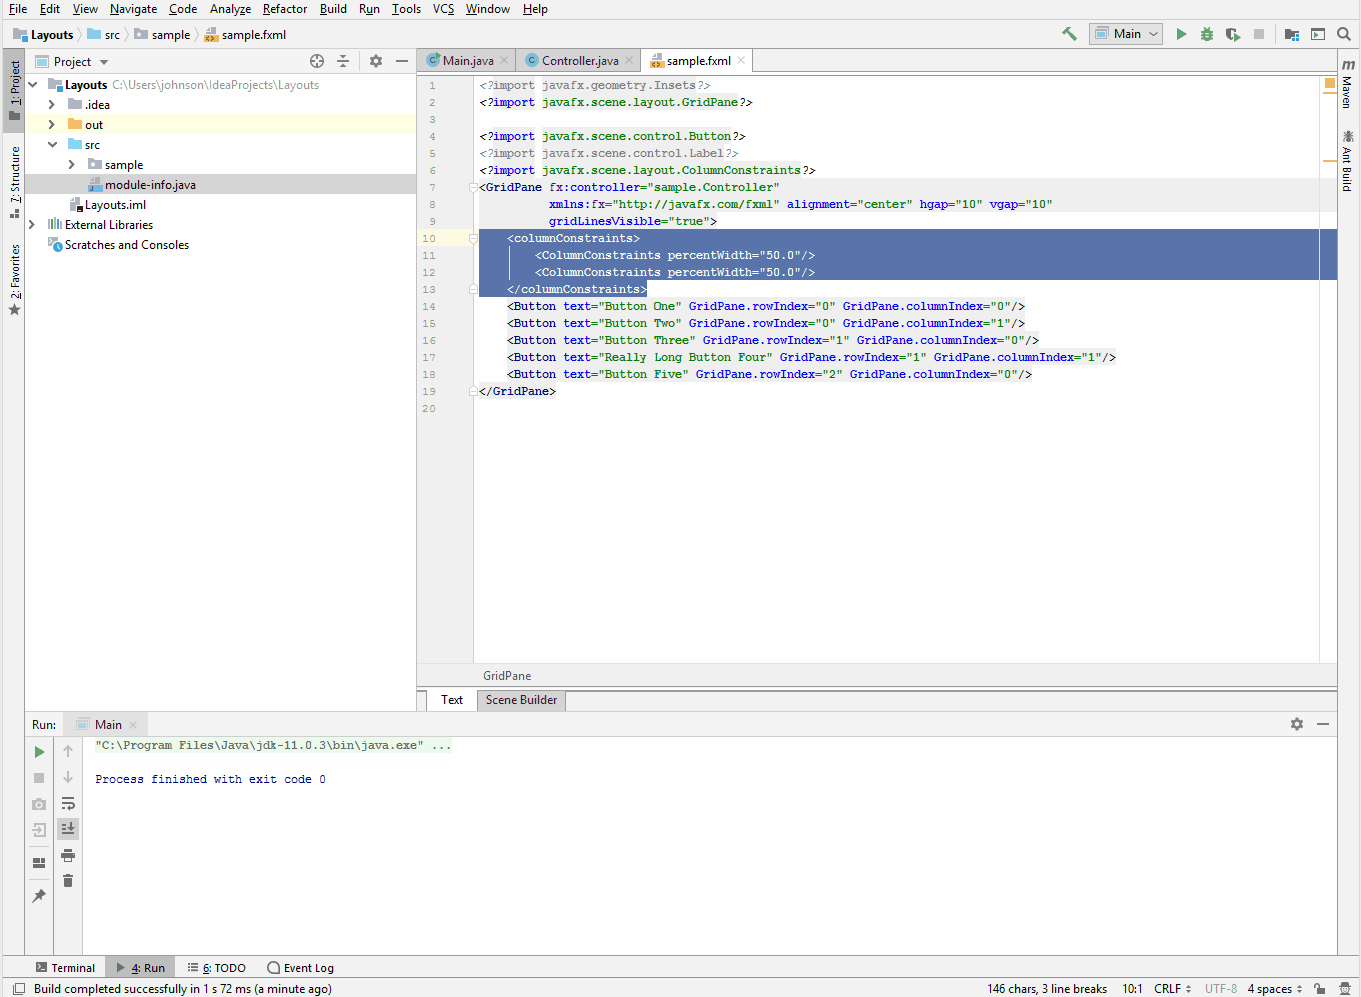 File Edit View Navigate Code Analyze Refactor Build Run Tools VCS Window Help
Layouts src sample sample.fxml
Main
1: Project
7: Structure
2: Favorites
Project
Layouts C:\Users\johnson\IdeaProjects\Layouts
.idea
out
src
sample
module-info.java
Layouts.iml
External Libraries
Scratches and Consoles
Main.java Controller.java sample.fxml
1 <?import javafx.geometry.Insets?>
2 <?import javafx.scene.layout.GridPane?>
3
4 <?import javafx.scene.control.Button?>
5 <?import javafx.scene.control.Label?>
6 <?import javafx.scene.layout.ColumnConstraints?>
7 <GridPane fx:controller="sample.Controller"
8 xmlns:fx="http://javafx.com/fxml" alignment="center" hgap="10" vgap="10"
9 gridLinesVisible="true">
10 <columnConstraints>
11 <ColumnConstraints percentWidth="50.0"/>
12 <ColumnConstraints percentWidth="50.0"/>
13 </columnConstraints>
14 <Button text="Button One" GridPane.rowIndex="0" GridPane.columnIndex="0"/>
15 <Button text="Button Two" GridPane.rowIndex="0" GridPane.columnIndex="1"/>
16 <Button text="Button Three" GridPane.rowIndex="1" GridPane.columnIndex="0"/>
17 <Button text="Really Long Button Four" GridPane.rowIndex="1" GridPane.columnIndex="1"/>
18 <Button text="Button Five" GridPane.rowIndex="2" GridPane.columnIndex="0"/>
19 </GridPane>
20
GridPane
Text Scene Builder
m Maven
Ant Build
Run: Main
"C:\Program Files\Java\jdk-11.0.3\bin\java.exe" ...
Process finished with exit code 0
Terminal 4: Run 6: TODO Event Log
Build completed successfully in 1 s 72 ms (a minute ago) 146 chars, 3 line breaks 10:1 CRLF UTF-8 4 spaces